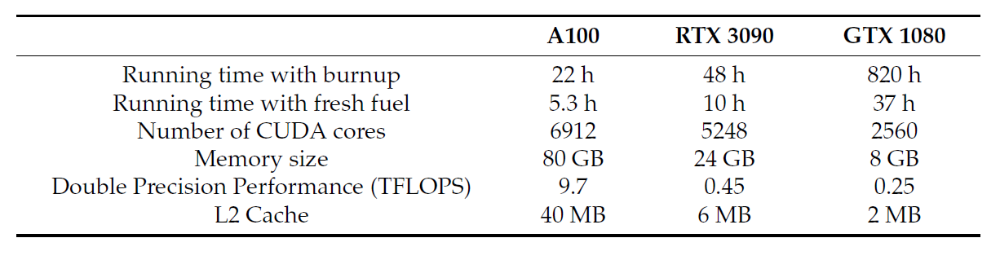 A100 RTX 3090 GTX 1080
Running time with burnup 22 h 48 h 820 h
Running time with fresh fuel 5.3 h 10 h 37 h
Number of CUDA cores 6912 5248 2560
Memory size 80 GB 24 GB 8 GB
Double Precision Performance (TFLOPS) 9.7 0.45 0.25
L2 Cache 40 MB 6 MB 2 MB